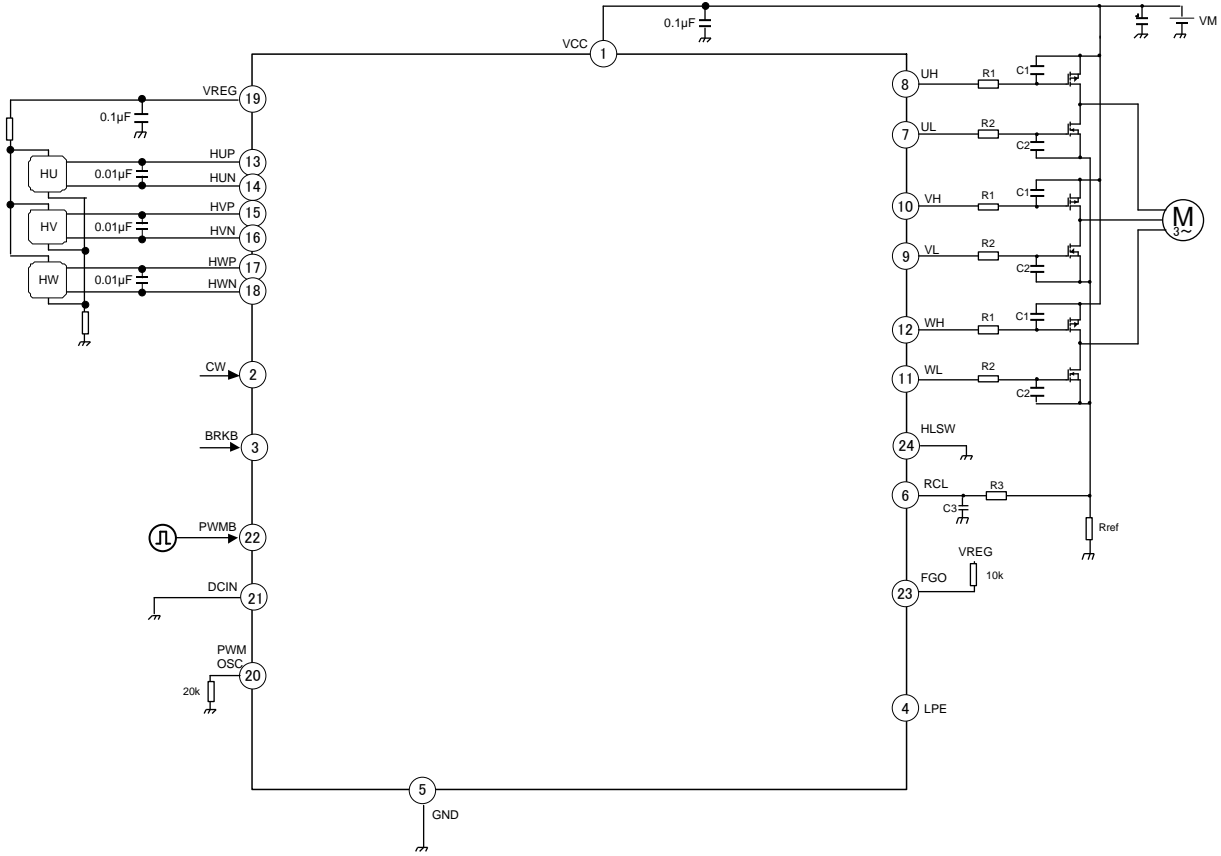 VCC
1
0.1μF
VM
VREG
19
0.1μF
HU
HUP
13
0.01μF
HUN
14
HV
HVP
15
0.01μF
HVN
16
HW
HWP
17
0.01μF
HWN
18
CW
2
BRKB
3
PWMB
22
DCIN
21
PWM
OSC
20
20k
5
GND
8
UH
R1
C1
7
UL
R2
C2
10
VH
R1
C1
9
VL
R2
C2
12
WH
R1
C1
11
WL
R2
C2
M
3~
24
HLSW
6
RCL
R3
C3
Rref
VREG
10k
23
FGO
4
LPE